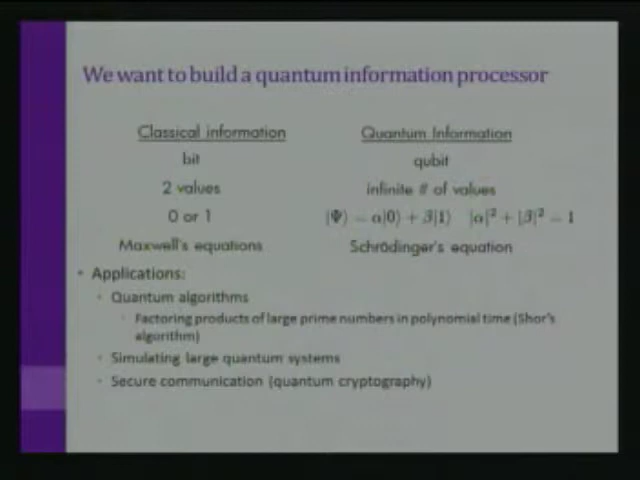 We want to build a quantum information processor
Classical information Quantum Information
bit qubit
2 values infinite # of values
0 or 1 |Ψ⟩ = α|0⟩ + β|1⟩ |α|² + |β|² = 1
Maxwell's equations Schrödinger's equation
• Applications:
• Quantum algorithms
• Factoring products of large prime numbers in polynomial time (Shor's
algorithm)
• Simulating large quantum systems
• Secure communication (quantum cryptography)